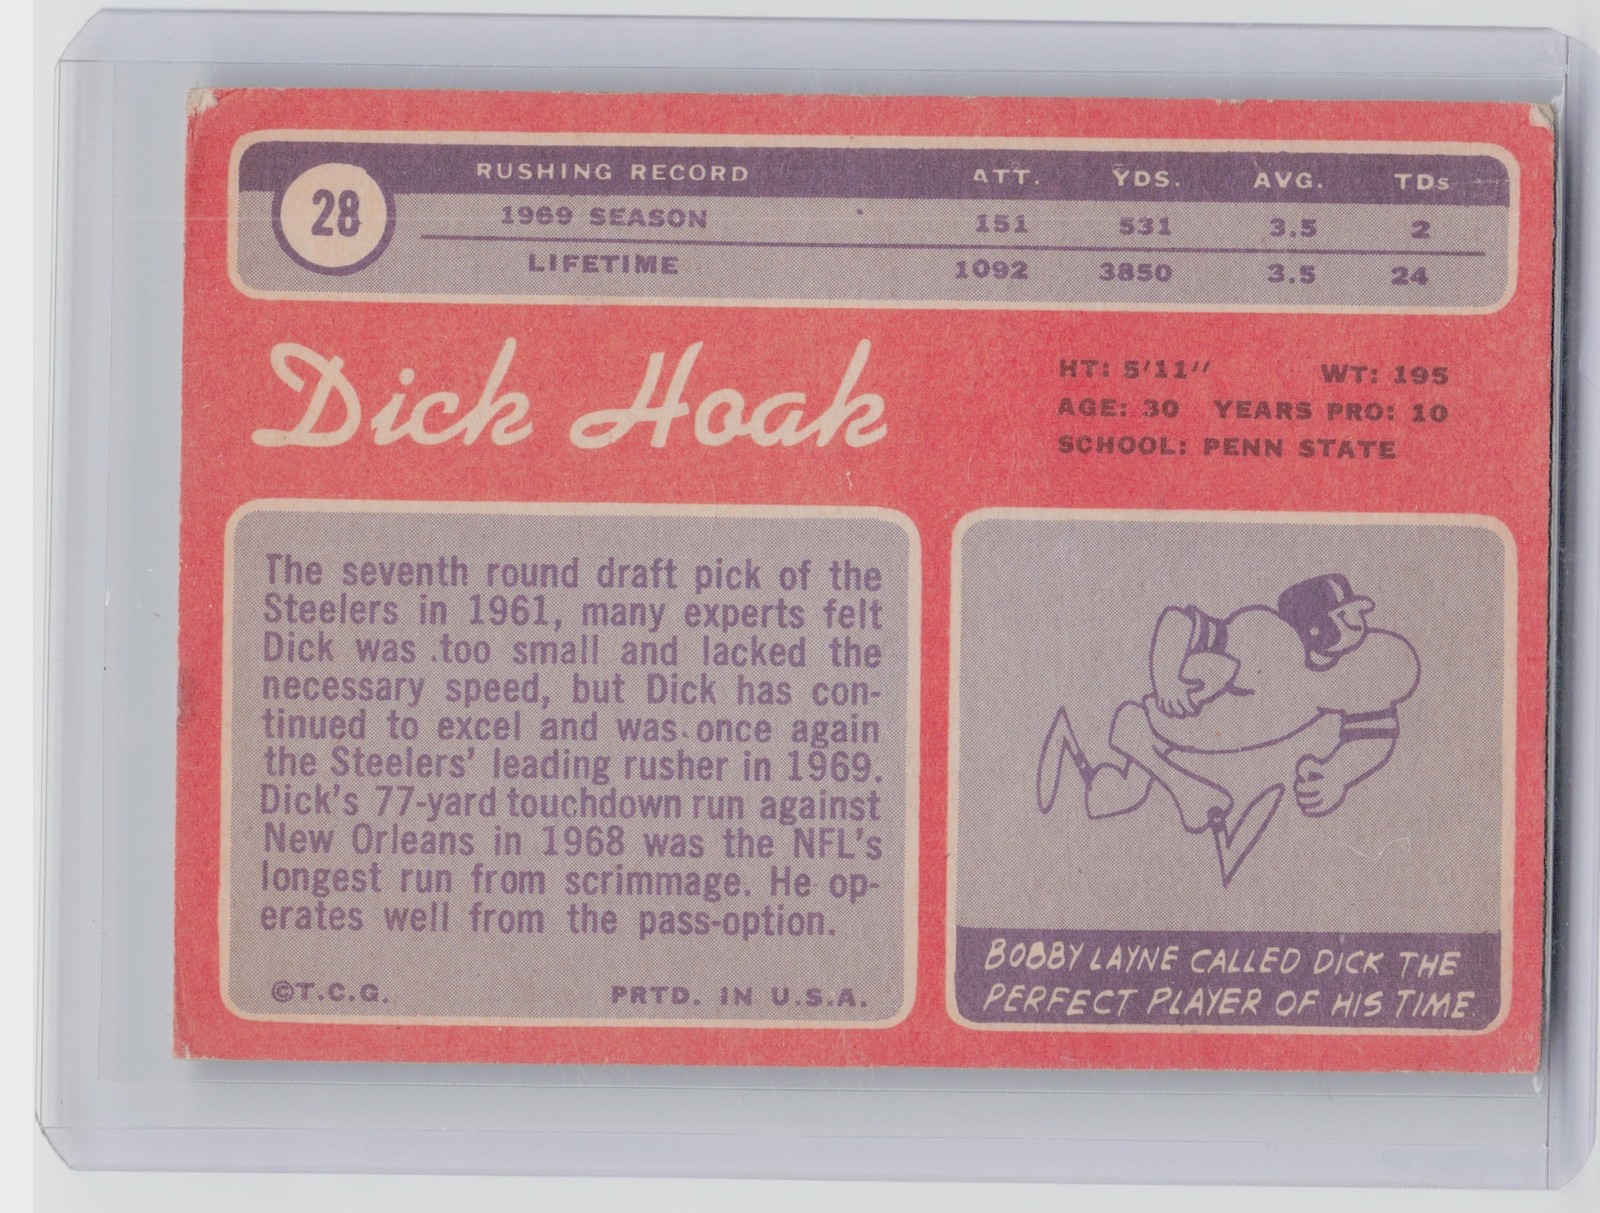 28
RUSHING RECORD ATT. YDS. AVG. TDs
1969 SEASON 151 531 3.5 2
LIFETIME 1092 3850 3.5 24
Dick Hoak
HT: 5'11" WT: 195
AGE: 30 YEARS PRO: 10
SCHOOL: PENN STATE
The seventh round draft pick of the
Steelers in 1961, many experts felt
Dick was too small and lacked the
necessary speed, but Dick has con-
tinued to excel and was once again
the Steelers' leading rusher in 1969.
Dick's 77-yard touchdown run against
New Orleans in 1968 was the NFL's
longest run from scrimmage. He op-
erates well from the pass-option.
©T.C.G. PRTD. IN U.S.A.
BOBBY LAYNE CALLED DICK THE
PERFECT PLAYER OF HIS TIME.